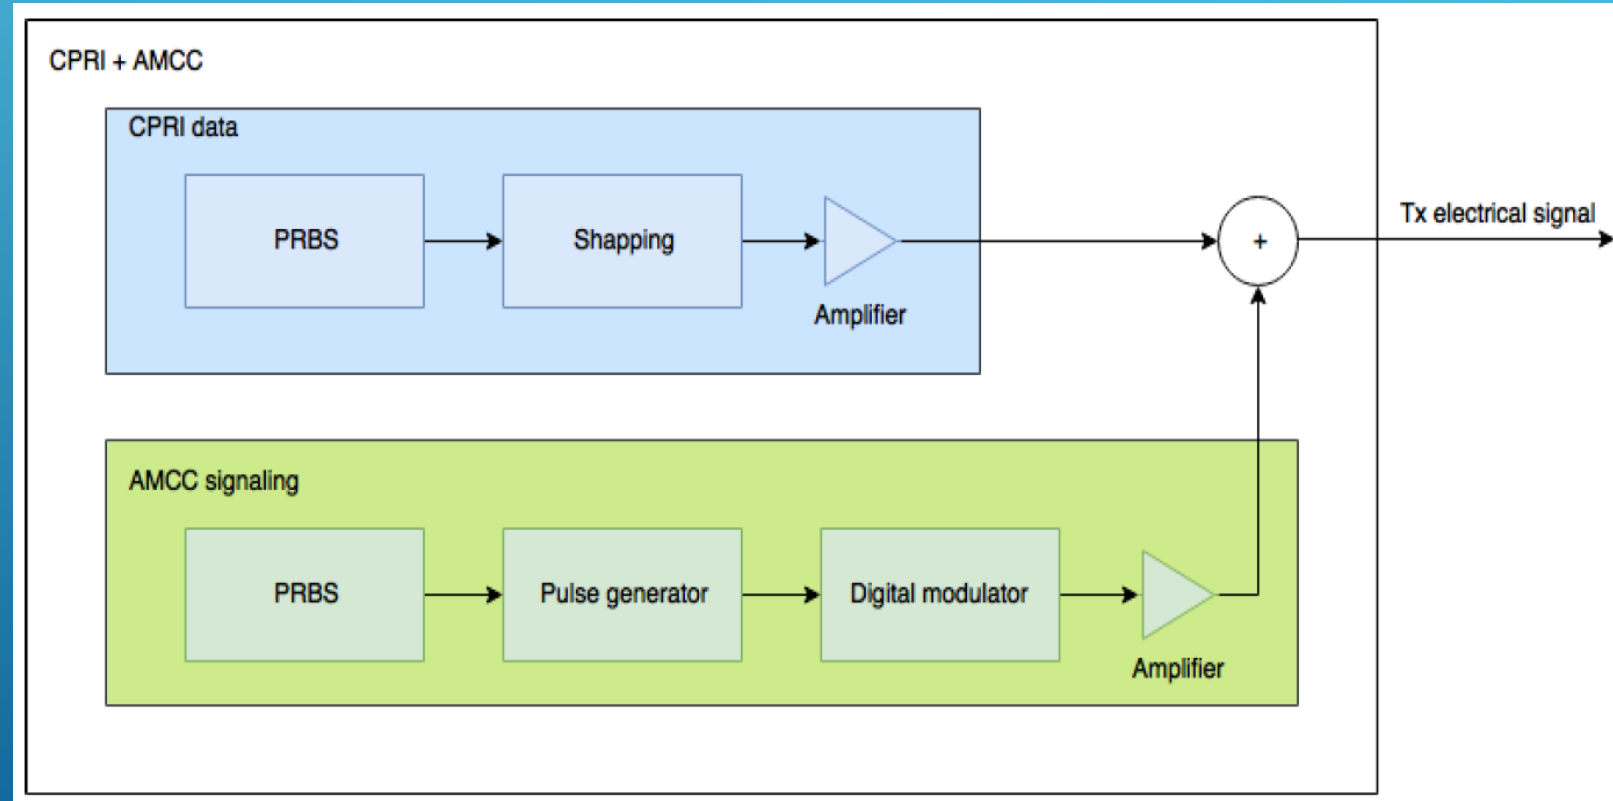 CPRI + AMCC
CPRI data
PRBS
Shapping
Amplifier
+
Tx electrical signal
AMCC signaling
PRBS
Pulse generator
Digital modulator
Amplifier